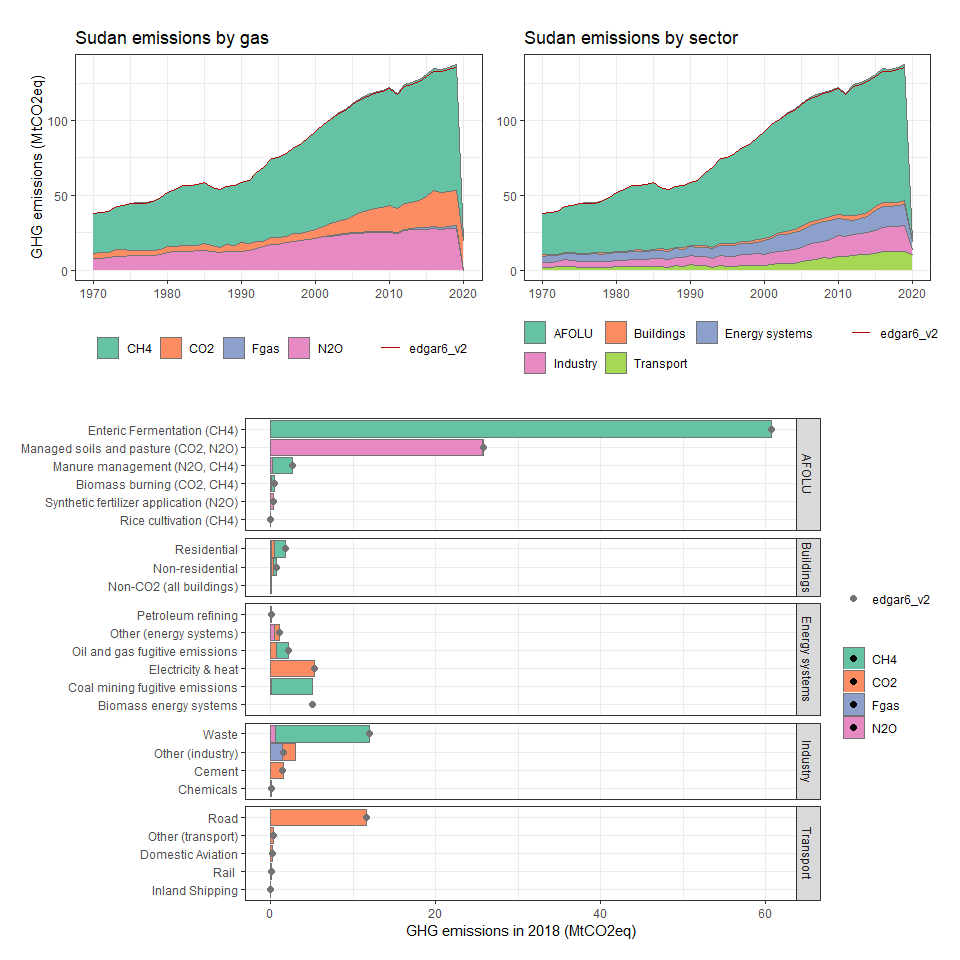 Sudan emissions by gas
GHG emissions (MtCO2eq)
100
50
0
1970 1980 1990 2000 2010 2020
CH4 CO2 Fgas N2O edgar6_v2
Sudan emissions by sector
100
50
0
1970 1980 1990 2000 2010 2020
AFOLU Buildings Energy systems edgar6_v2
Industry Transport
Enteric Fermentation (CH4)
Managed soils and pasture (CO2, N2O)
Manure management (N2O, CH4)
Biomass burning (CO2, CH4)
Synthetic fertilizer application (N2O)
Rice cultivation (CH4)
AFOLU
Residential
Non-residential
Non-CO2 (all buildings)
Buildings
Petroleum refining
Other (energy systems)
Oil and gas fugitive emissions
Electricity & heat
Coal mining fugitive emissions
Biomass energy systems
Energy systems
Waste
Other (industry)
Cement
Chemicals
Industry
Road
Other (transport)
Domestic Aviation
Rail
Inland Shipping
Transport
0 20 40 60
GHG emissions in 2018 (MtCO2eq)
edgar6_v2
CH4
CO2
Fgas
N2O